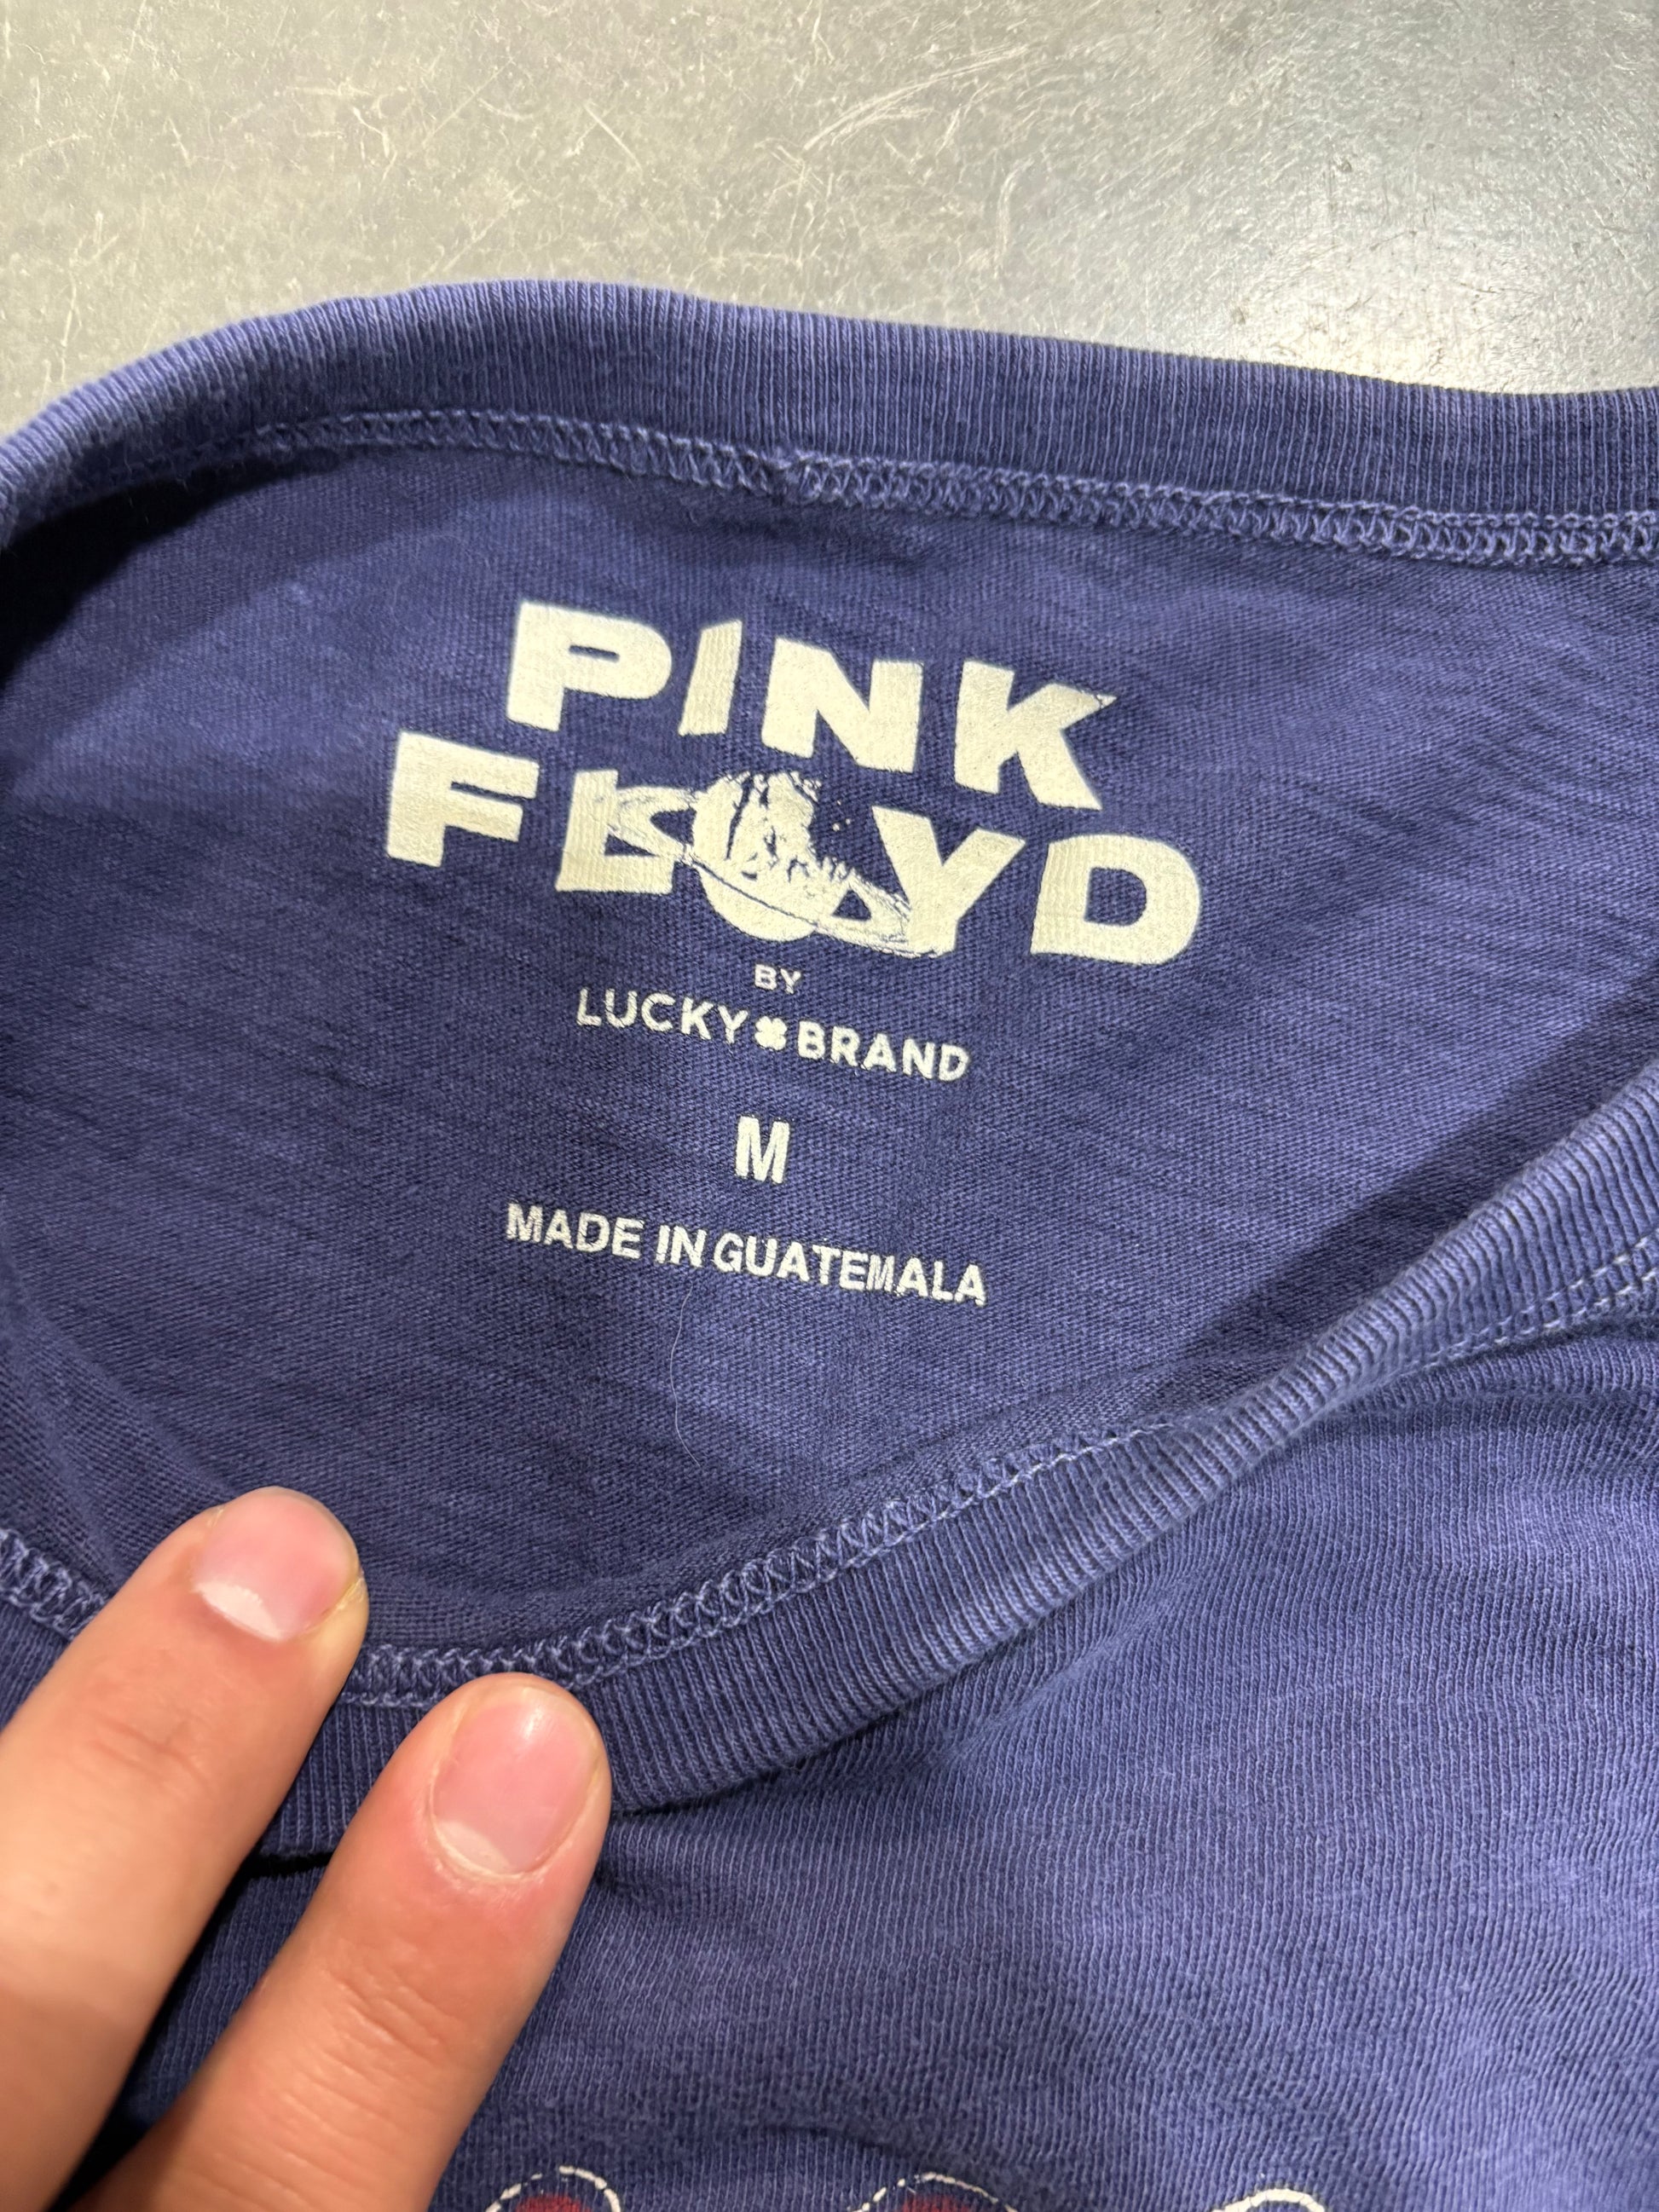 PINK
FLOYD
BY
LUCKY BRAND
M
MADE IN GUATEMALA